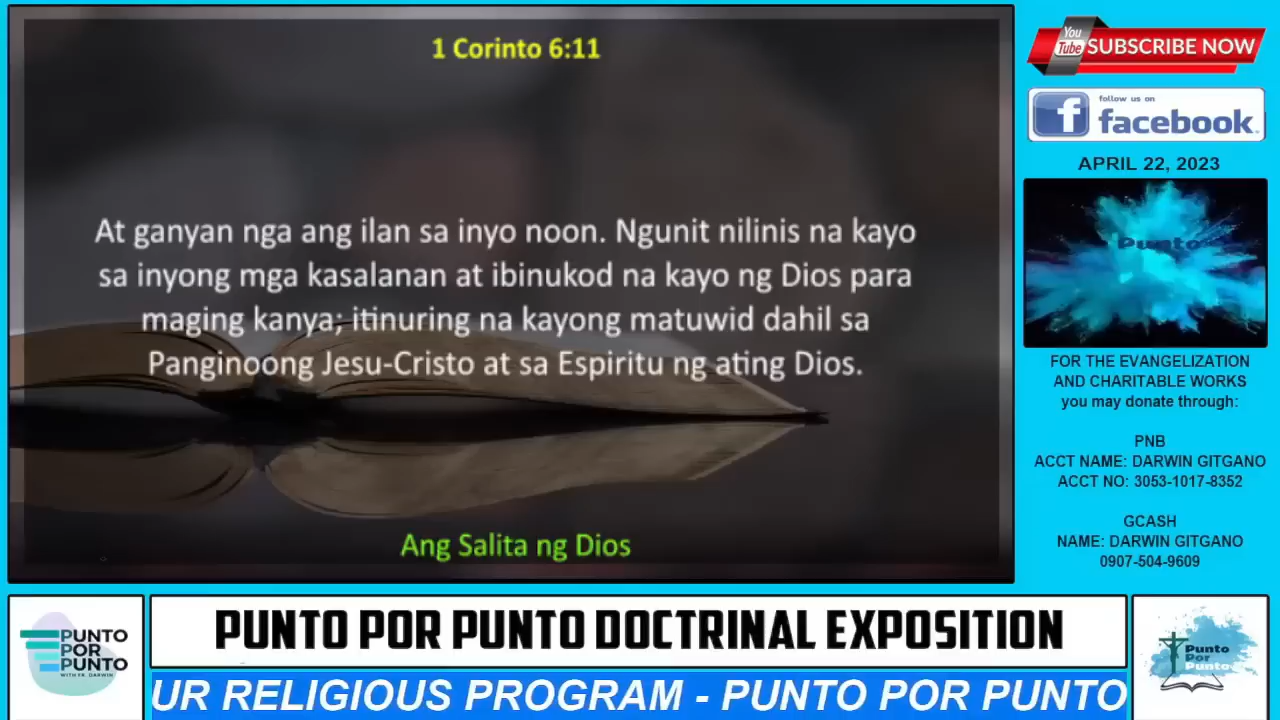 1 Corinto 6:11
At ganyan nga ang ilan sa inyo noon. Ngunit nilinis na kayo
sa inyong mga kasalanan at ibinukod na kayo ng Dios para
maging kanya; itinuring na kayong matuwid dahil sa
Panginoong Jesu-Cristo at sa Espiritu ng ating Dios.
Ang Salita ng Dios
You
Tube
SUBSCRIBE NOW
follow us on
facebook.
APRIL 22, 2023
Punto
FOR THE EVANGELIZATION
AND CHARITABLE WORKS
you may donate through:
PNB
ACCT NAME: DARWIN GITGANO
ACCT NO: 3053-1017-8352
GCASH
NAME: DARWIN GITGANO
0907-504-9609
PUNTO
POR
PUNTO
WITH FR. DARWIN
PUNTO POR PUNTO DOCTRINAL EXPOSITION
UR RELIGIOUS PROGRAM - PUNTO POR PUNTO
Punto
Por
Punto